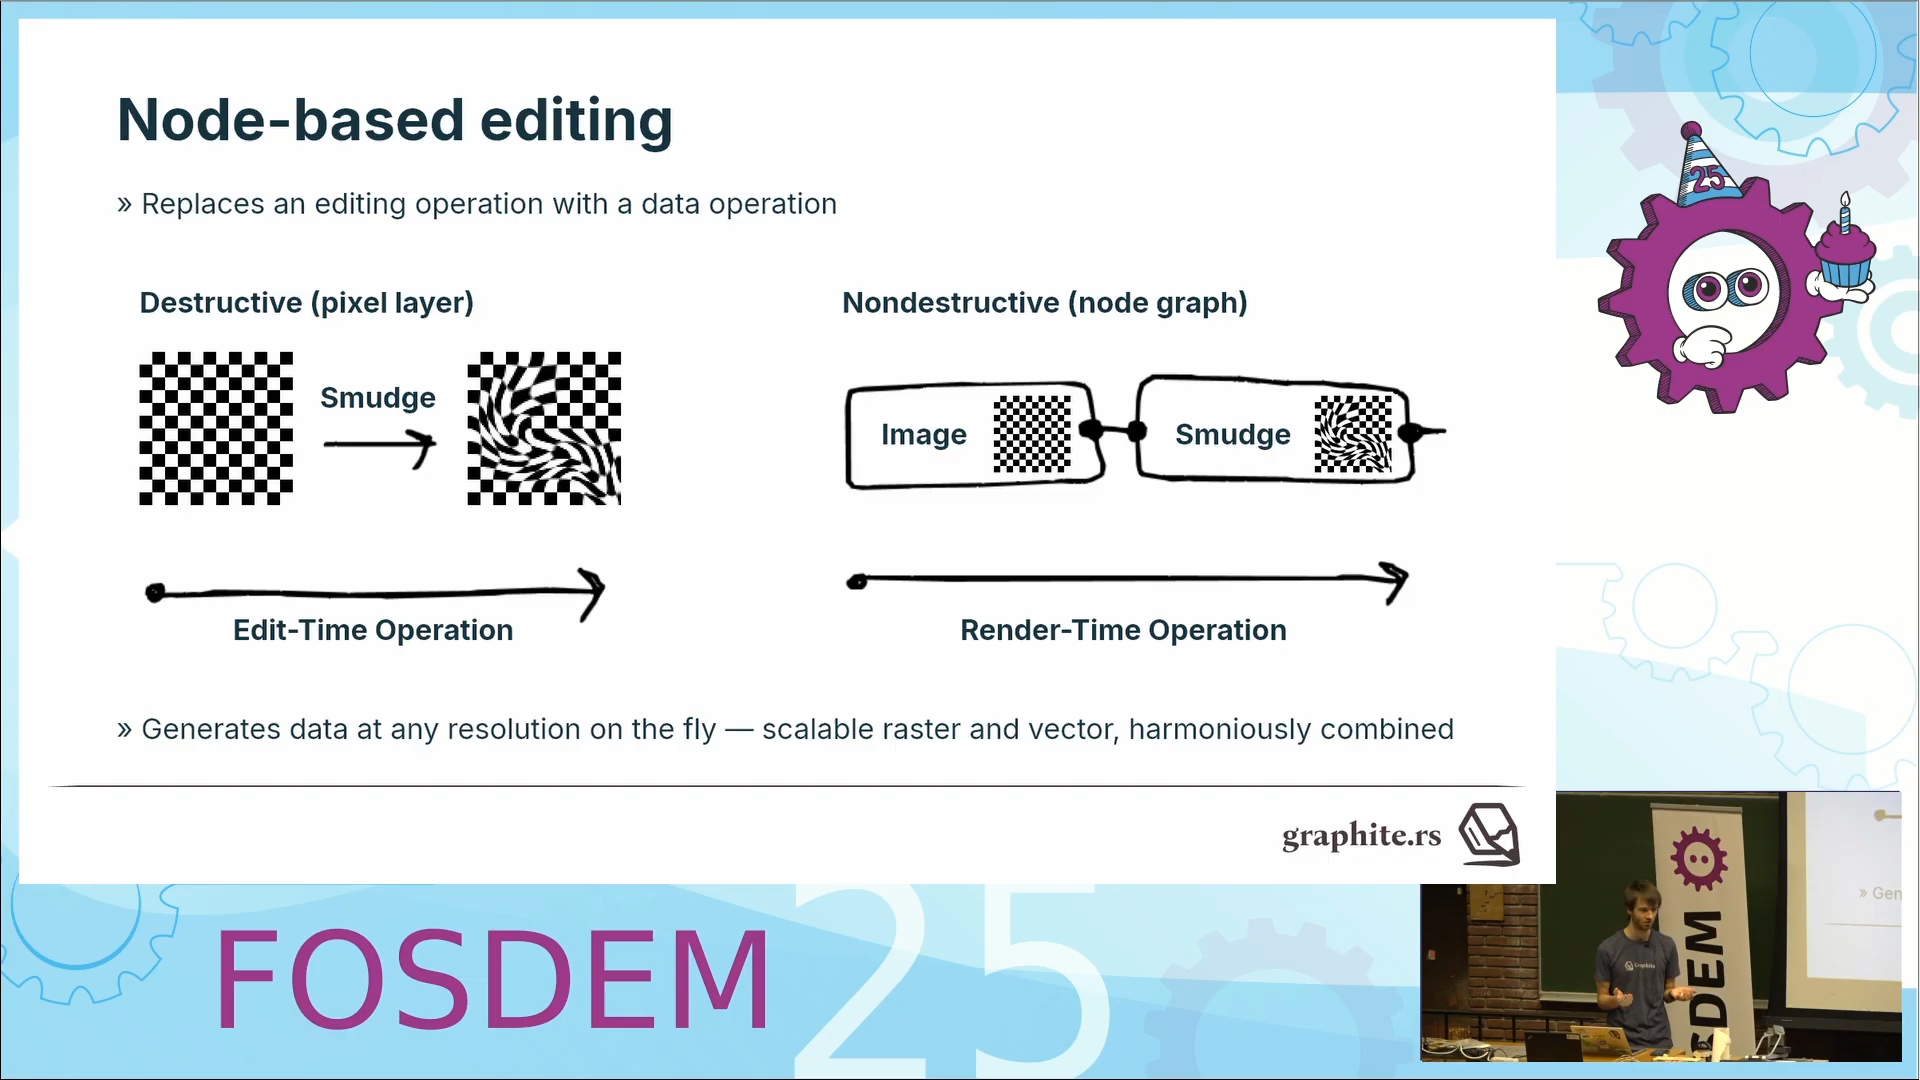 Node-based editing
» Replaces an editing operation with a data operation
Destructive (pixel layer)
Smudge
Edit-Time Operation
Nondestructive (node graph)
Image
Smudge
Render-Time Operation
» Generates data at any resolution on the fly — scalable raster and vector, harmoniously combined
graphite.rs
25
FOSDEM 25
» Gen
Graphite
SDEM